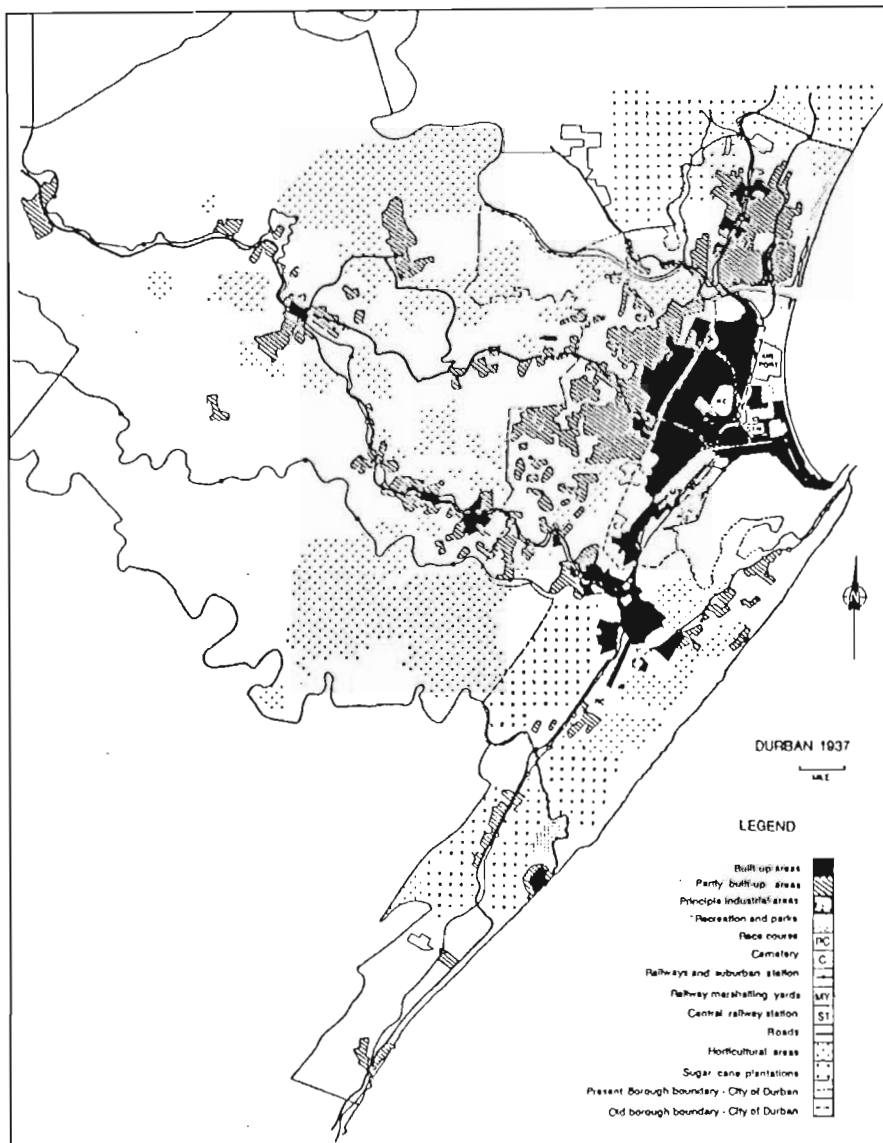 AIR
PORT
N
DURBAN 1937
MILE
LEGEND
Built up areas
Partly built-up areas
Principle industrial areas
Recreation and parks
Race course
RC
Cemetery
C
Railways and suburban station
Railway marshalling yards
MY
Central railway station
ST
Roads
Horticultural areas
Sugar cane plantations
Present Borough boundary - City of Durban
Old borough boundary - City of Durban